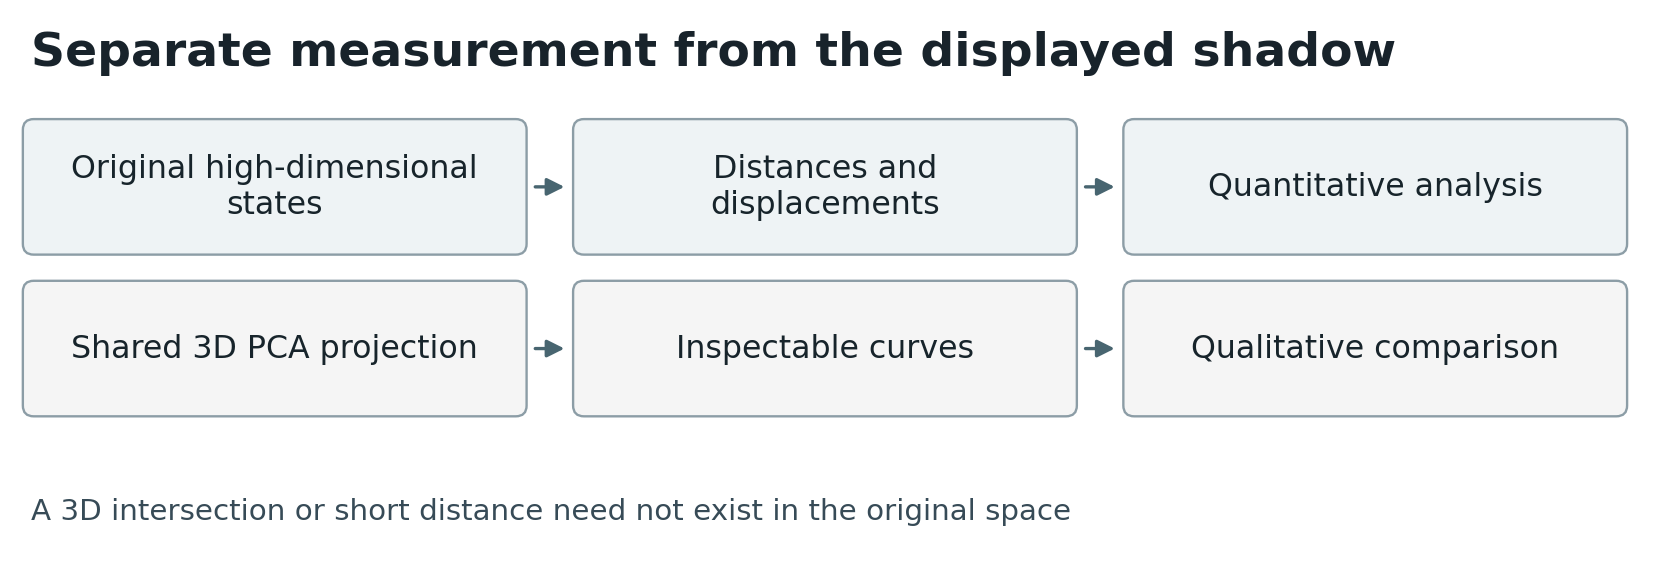 Separate measurement from the displayed shadow
Original high-dimensional
states
Distances and
displacements
Quantitative analysis
Shared 3D PCA projection
Inspectable curves
Qualitative comparison
A 3D intersection or short distance need not exist in the original space